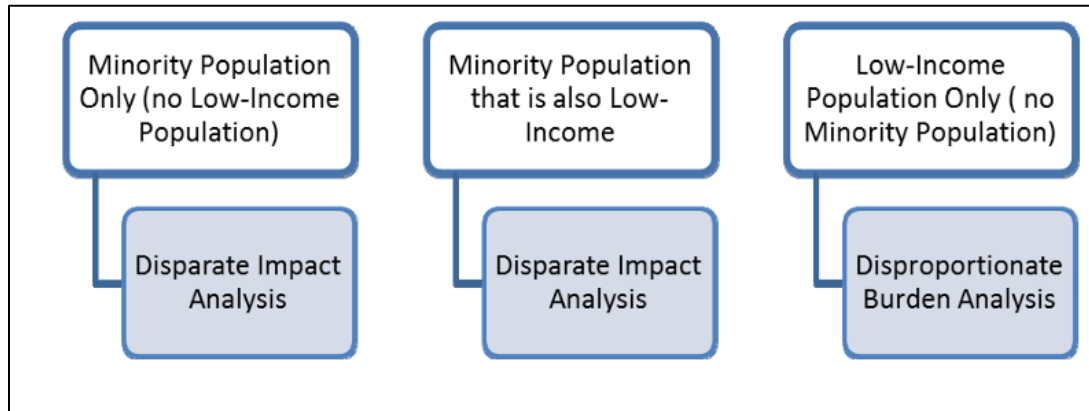 Minority Population
Only (no Low-Income
Population)
Disparate Impact
Analysis
Minority Population
that is also Low-
Income
Disparate Impact
Analysis
Low-Income
Population Only ( no
Minority Population)
Disproportionate
Burden Analysis